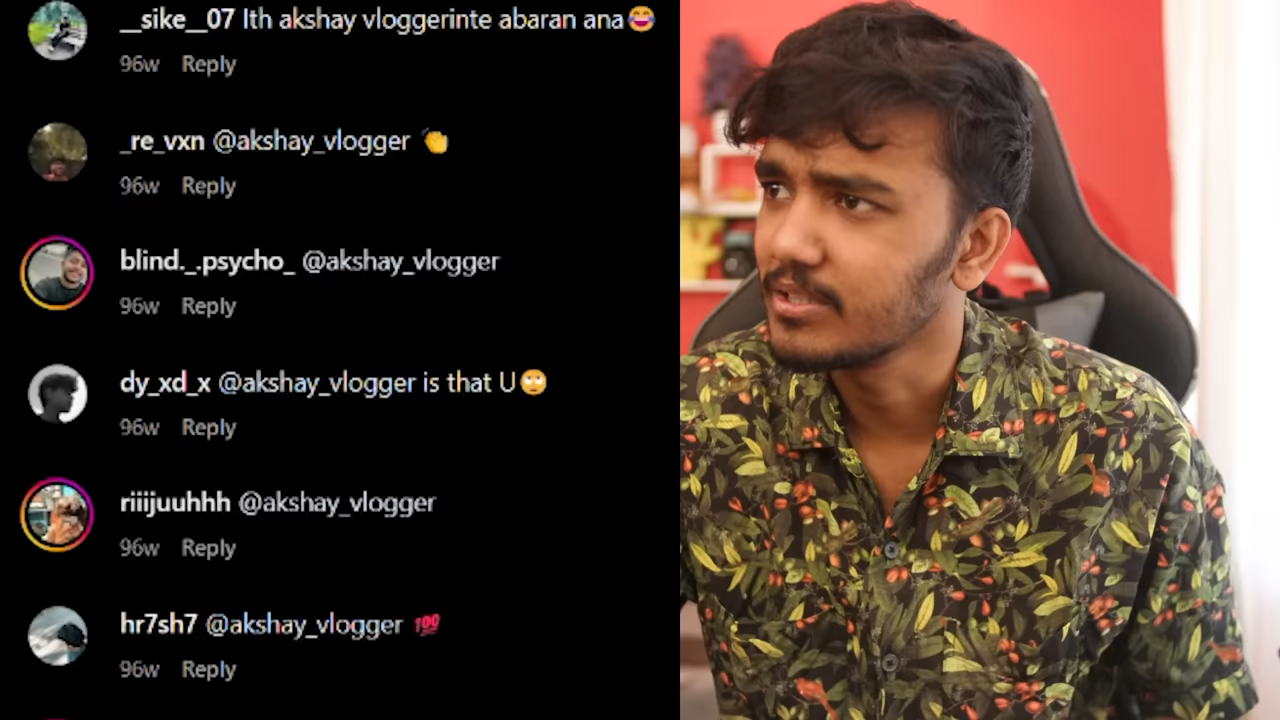 __sike__07 Ith akshay vloggerinte abaran ana😂
96w Reply
_re_vxn @akshay_vlogger 👏
96w Reply
blind._.psycho_ @akshay_vlogger
96w Reply
dy_xd_x @akshay_vlogger is that U🙄
96w Reply
riiijuuhhh @akshay_vlogger
96w Reply
hr7sh7 @akshay_vlogger 💯
96w Reply